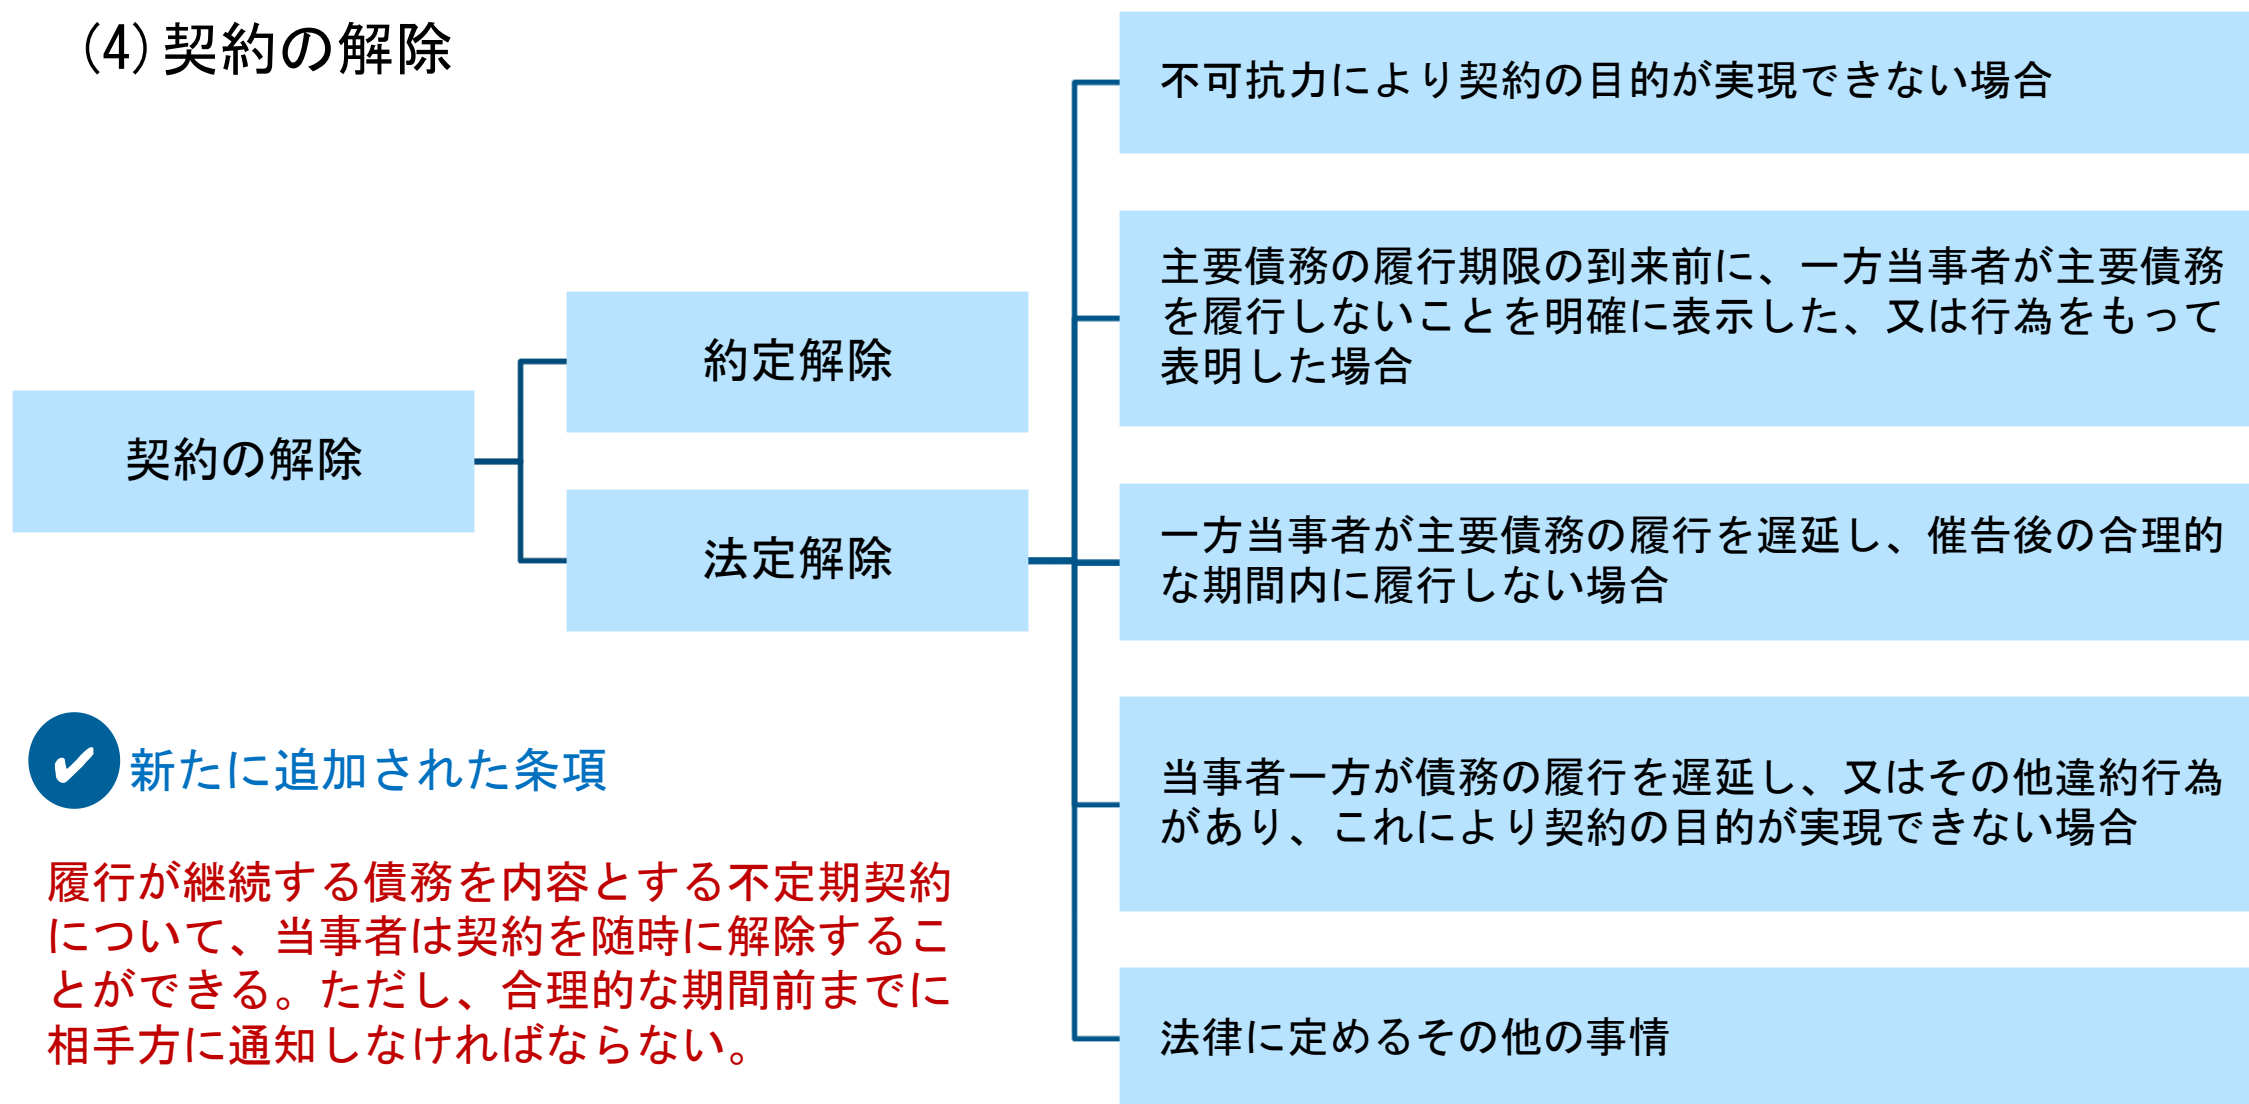 (4)契約の解除
契約の解除
約定解除
法定解除
不可抗力により契約の目的が実現できない場合
主要債務の履行期限の到来前に、一方当事者が主要債務
を履行しないことを明確に表示した、又は行為をもって
表明した場合
一方当事者が主要債務の履行を遅延し、催告後の合理的
な期間内に履行しない場合
当事者一方が債務の履行を遅延し、又はその他違約行為
があり、これにより契約の目的が実現できない場合
法律に定めるその他の事情
新たに追加された条項
履行が継続する債務を内容とする不定期契約
について、当事者は契約を随時に解除するこ
とができる。ただし、合理的な期間前までに
相手方に通知しなければならない。